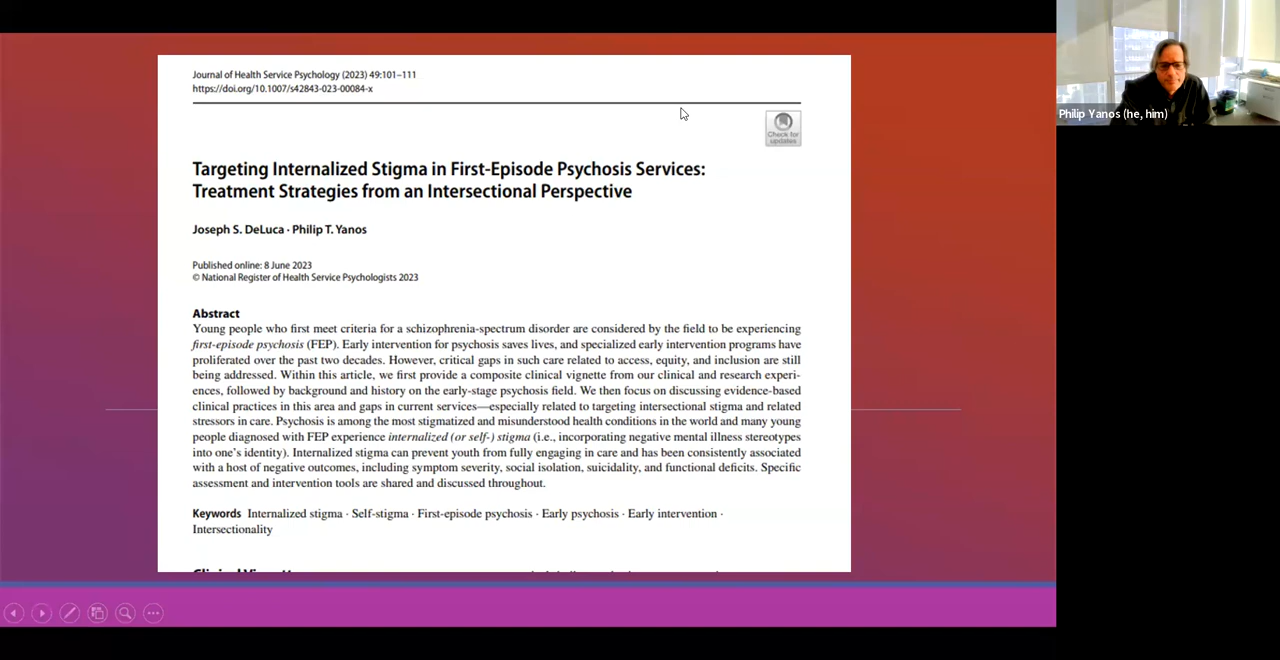 Journal of Health Service Psychology (2023) 49:101–111
https://doi.org/10.1007/s42843-023-00084-x
Check for
updates
Targeting Internalized Stigma in First-Episode Psychosis Services:
Treatment Strategies from an Intersectional Perspective
Joseph S. DeLuca · Philip T. Yanos
Published online: 8 June 2023
© National Register of Health Service Psychologists 2023
Abstract
Young people who first meet criteria for a schizophrenia-spectrum disorder are considered by the field to be experiencing
first-episode psychosis (FEP). Early intervention for psychosis saves lives, and specialized early intervention programs have
proliferated over the past two decades. However, critical gaps in such care related to access, equity, and inclusion are still
being addressed. Within this article, we first provide a composite clinical vignette from our clinical and research experi-
ences, followed by background and history on the early-stage psychosis field. We then focus on discussing evidence-based
clinical practices in this area and gaps in current services—especially related to targeting intersectional stigma and related
stressors in care. Psychosis is among the most stigmatized and misunderstood health conditions in the world and many young
people diagnosed with FEP experience internalized (or self-) stigma (i.e., incorporating negative mental illness stereotypes
into one's identity). Internalized stigma can prevent youth from fully engaging in care and has been consistently associated
with a host of negative outcomes, including symptom severity, social isolation, suicidality, and functional deficits. Specific
assessment and intervention tools are shared and discussed throughout.
Keywords Internalized stigma · Self-stigma · First-episode psychosis · Early psychosis · Early intervention ·
Intersectionality
Philip Yanos (he, him)